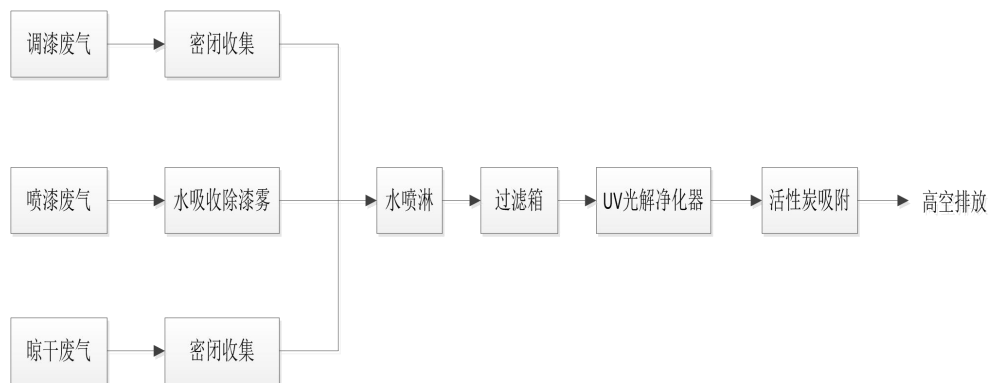 调漆废气
密闭收集
喷漆废气
水吸收除漆雾
水喷淋
过滤箱
UV光解净化器
活性炭吸附
高空排放
晾干废气
密闭收集